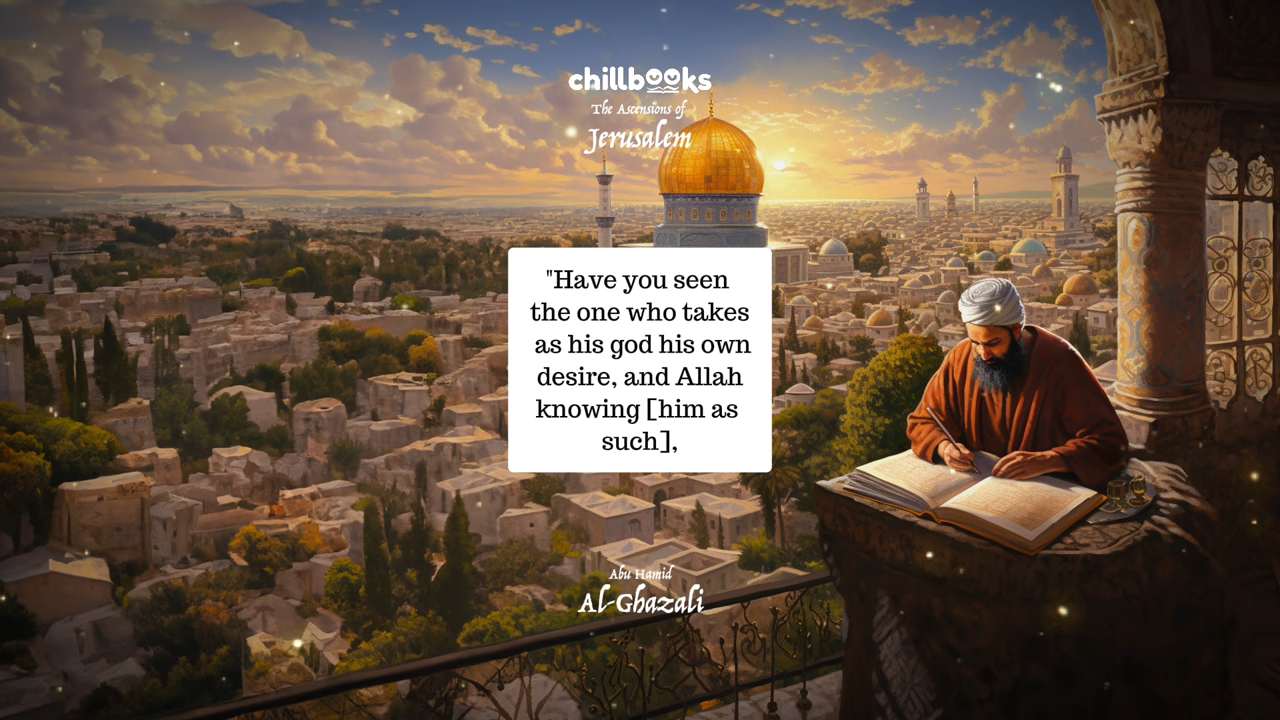 chillbooks
The Ascensions of
Jerusalem
"Have you seen
the one who takes
as his god his own
desire, and Allah
knowing [him as
such],
Abu Hamid
Al-Ghazali